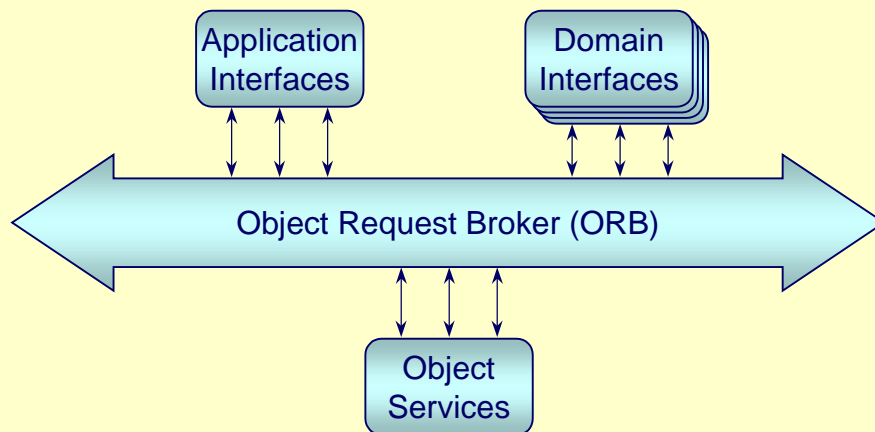 Application
Interfaces
Domain
Interfaces
Object Request Broker (ORB)
Object
Services